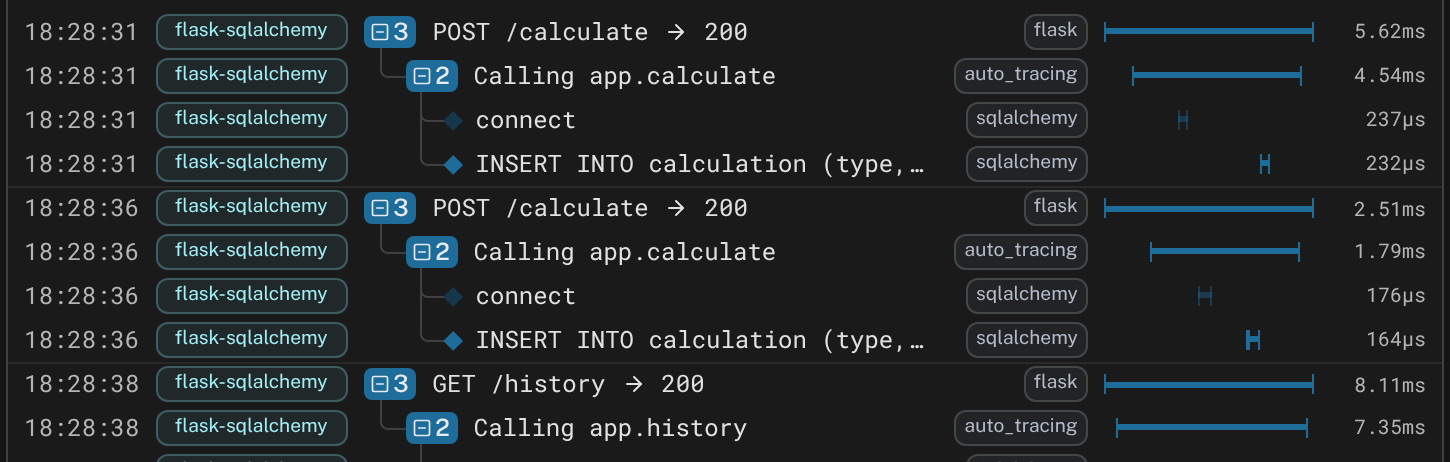 18:28:31 flask-sqlalchemy 3 POST /calculate → 200 flask 5.62ms
18:28:31 flask-sqlalchemy 2 Calling app.calculate auto_tracing 4.54ms
18:28:31 flask-sqlalchemy connect sqlalchemy 237µs
18:28:31 flask-sqlalchemy INSERT INTO calculation (type,… sqlalchemy 232µs
18:28:36 flask-sqlalchemy 3 POST /calculate → 200 flask 2.51ms
18:28:36 flask-sqlalchemy 2 Calling app.calculate auto_tracing 1.79ms
18:28:36 flask-sqlalchemy connect sqlalchemy 176µs
18:28:36 flask-sqlalchemy INSERT INTO calculation (type,… sqlalchemy 164µs
18:28:38 flask-sqlalchemy 3 GET /history → 200 flask 8.11ms
18:28:38 flask-sqlalchemy 2 Calling app.history auto_tracing 7.35ms